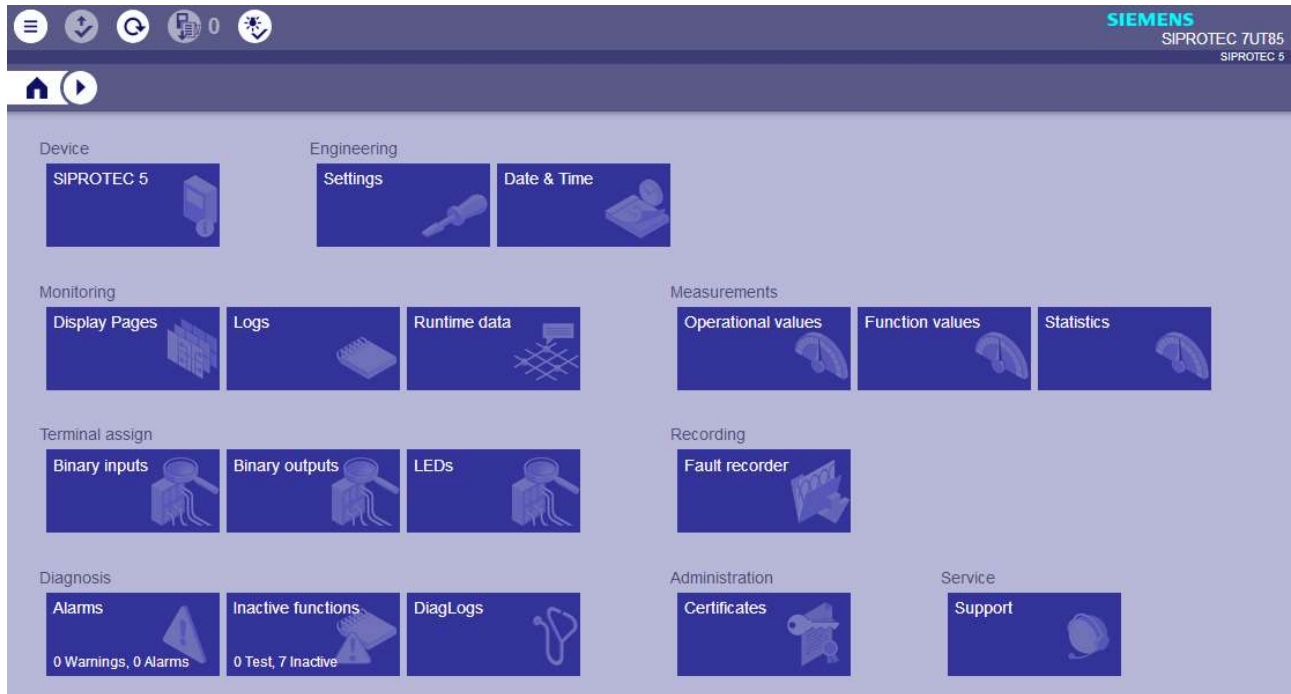 0
SIEMENS
SIPROTEC 7UT85
SIPROTEC 5
Device
Engineering
SIPROTEC 5
Settings
Date & Time
Monitoring
Measurements
Display Pages
Logs
Runtime data
Operational values
Function values
Statistics
Terminal assign
Recording
Binary inputs
Binary outputs
LEDs
Fault recorder
Diagnosis
Administration
Service
Alarms
Inactive functions
DiagLogs
Certificates
Support
0 Warnings, 0 Alarms
0 Test, 7 Inactive